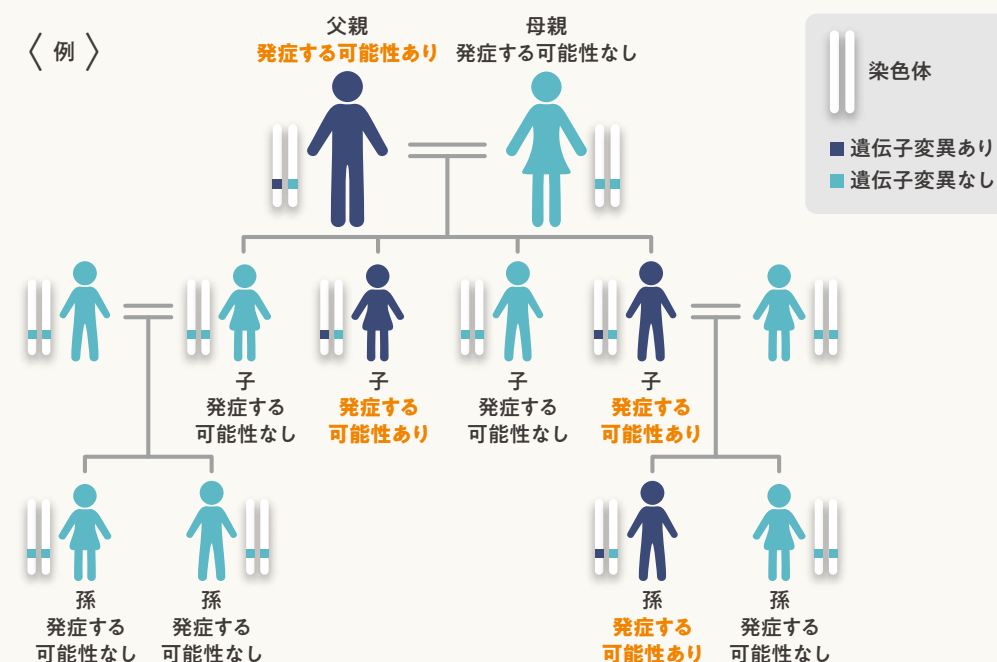 〈 例 〉
父親
発症する可能性あり
母親
発症する可能性なし
染色体
遺伝子変異あり
遺伝子変異なし
子
発症する
可能性なし
子
発症する
可能性あり
子
発症する
可能性なし
子
発症する
可能性あり
孫
発症する
可能性なし
孫
発症する
可能性なし
孫
発症する
可能性あり
孫
発症する
可能性なし